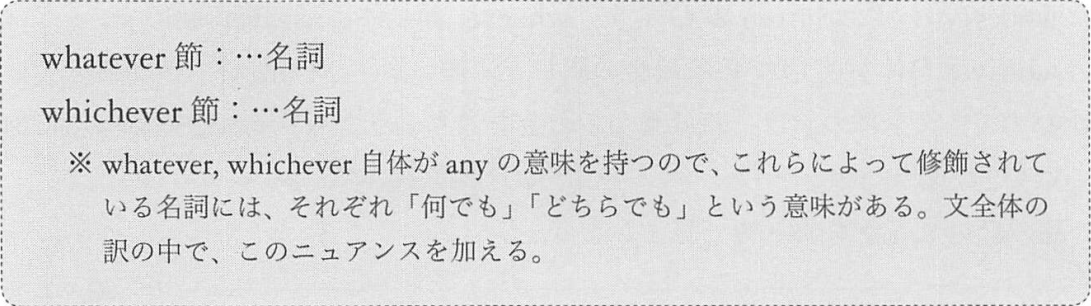 whatever 節：…名詞
whichever 節：…名詞
※ whatever, whichever 自体が any の意味を持つので、これらによって修飾されて
いる名詞には、それぞれ「何でも」「どちらでも」という意味がある。文全体の
訳の中で、このニュアンスを加える。